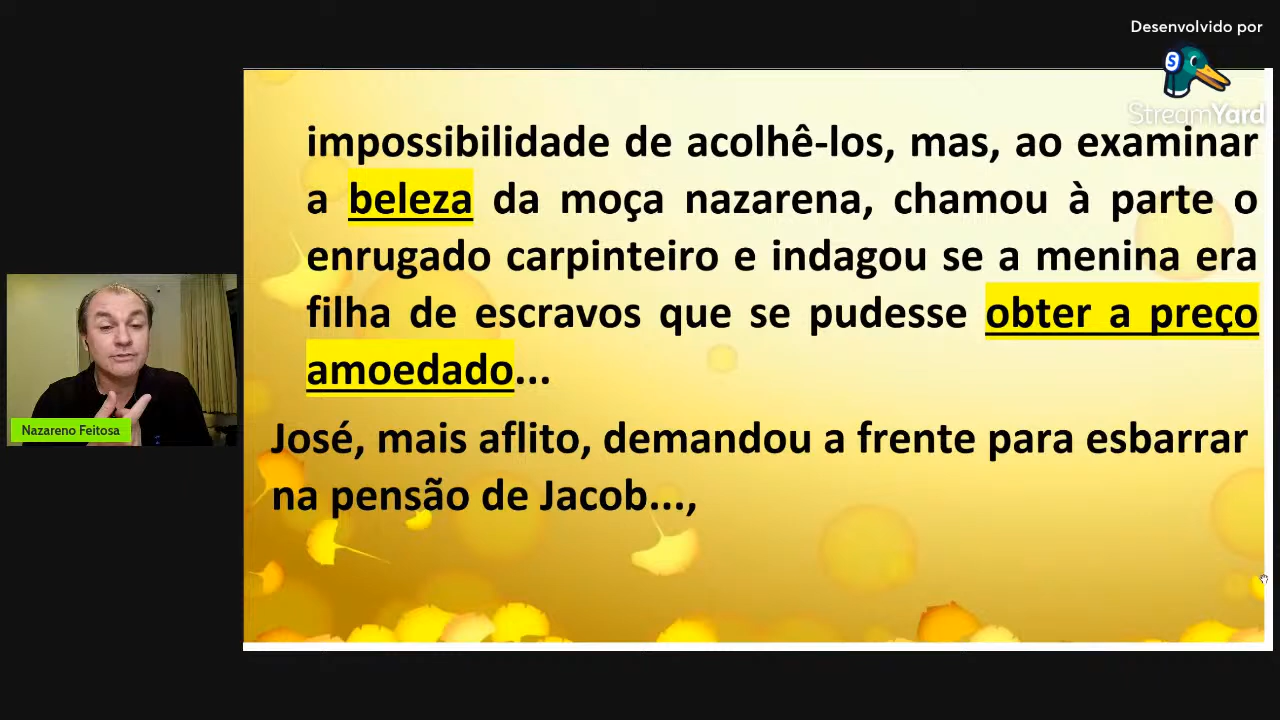 Desenvolvido por
StreamYard
impossibilidade de acolhê-los, mas, ao examinar
a beleza da moça nazarena, chamou à parte o
enrugado carpinteiro e indagou se a menina era
filha de escravos que se pudesse obter a preço
amoedado...
José, mais aflito, demandou a frente para esbarrar
na pensão de Jacob...,
Nazareno Feitosa